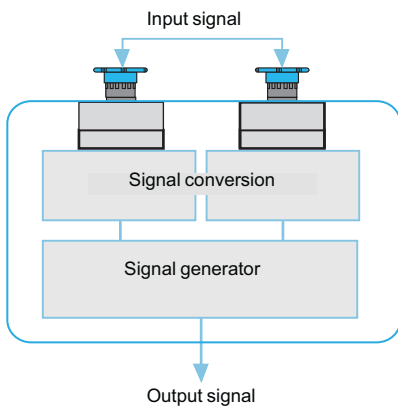 Input signal
Signal conversion
Signal generator
Output signal